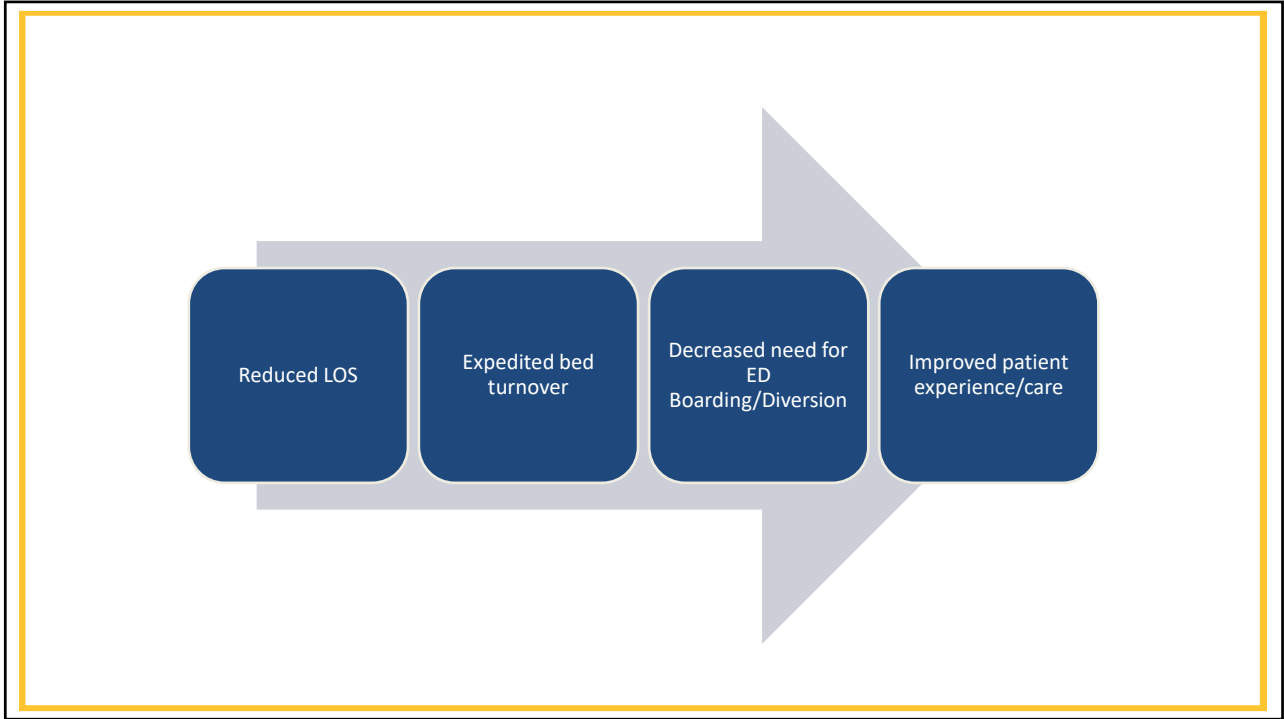 Reduced LOS
Expedited bed
turnover
Decreased need for
ED
Boarding/Diversion
Improved patient
experience/care